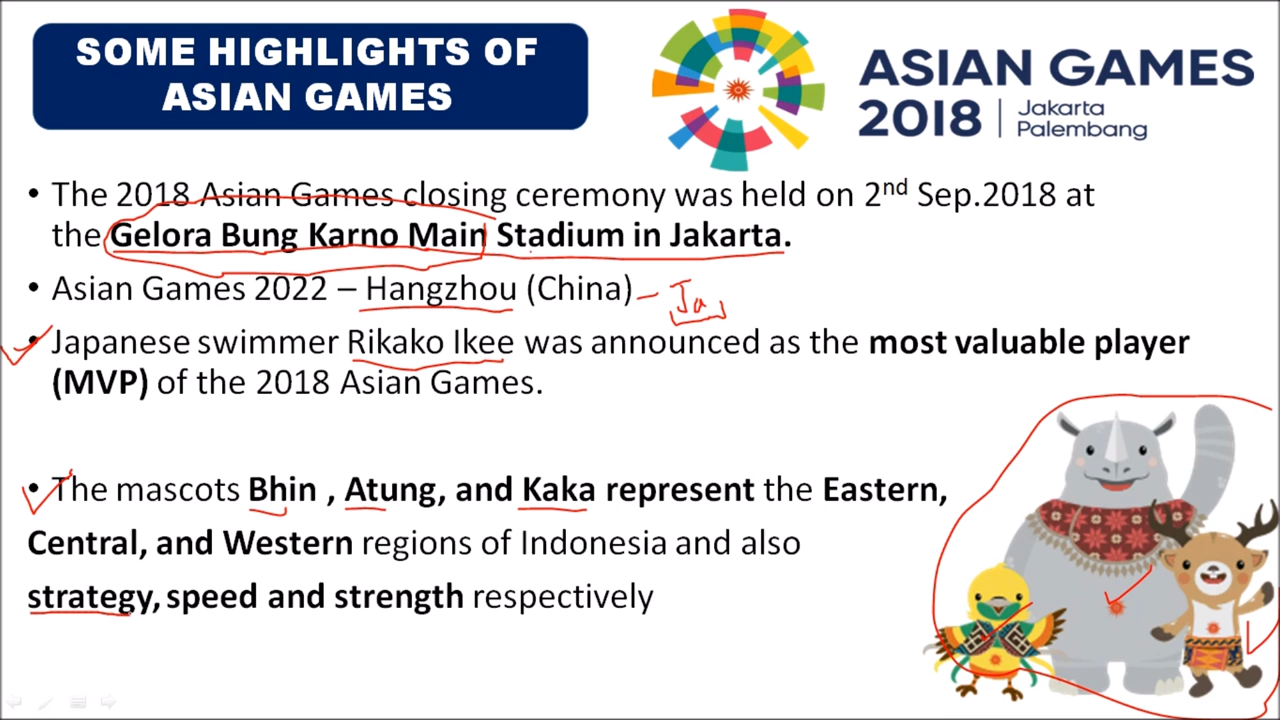 SOME HIGHLIGHTS OF
ASIAN GAMES
ASIAN GAMES
2018 | Jakarta
Palembang
• The 2018 Asian Games closing ceremony was held on 2nd Sep.2018 at
the Gelora Bung Karno Main Stadium in Jakarta.
• Asian Games 2022 – Hangzhou (China) – Ja
• Japanese swimmer Rikako Ikee was announced as the most valuable player
(MVP) of the 2018 Asian Games.
• The mascots Bhin , Atung, and Kaka represent the Eastern,
Central, and Western regions of Indonesia and also
strategy, speed and strength respectively